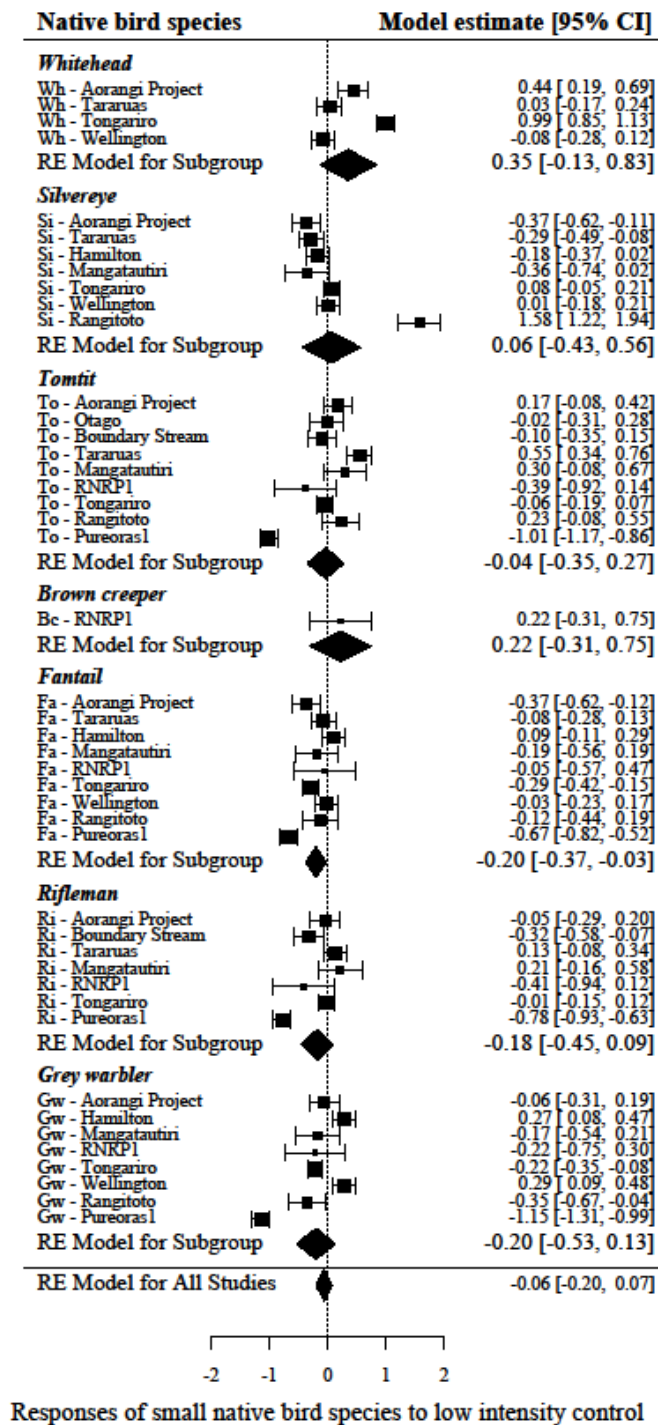 Native bird species Model estimate [95% CI]
Whitehead
Wh - Aorangi Project 0.44 [ 0.19, 0.69]
Wh - Tararuas 0.03 [-0.17, 0.24]
Wh - Tongariro 0.99 [ 0.85, 1.13]
Wh - Wellington -0.08 [-0.28, 0.12]
RE Model for Subgroup 0.35 [-0.13, 0.83]
Silvereye
Si - Aorangi Project -0.37 [-0.62, -0.11]
Si - Tararuas -0.29 [-0.49, -0.08]
Si - Hamilton -0.18 [-0.37, 0.02]
Si - Mangatautiri -0.36 [-0.74, 0.02]
Si - Tongariro 0.08 [-0.05, 0.21]
Si - Wellington 0.01 [-0.18, 0.21]
Si - Rangitoto 1.58 [ 1.22, 1.94]
RE Model for Subgroup 0.06 [-0.43, 0.56]
Tomtit
To - Aorangi Project 0.17 [-0.08, 0.42]
To - Otago -0.02 [-0.31, 0.28]
To - Boundary Stream -0.10 [-0.35, 0.15]
To - Tararuas 0.55 [ 0.34, 0.76]
To - Mangatautiri 0.30 [-0.08, 0.67]
To - RNRP1 -0.39 [-0.92, 0.14]
To - Tongariro -0.06 [-0.19, 0.07]
To - Rangitoto 0.23 [-0.08, 0.55]
To - Pureoras1 -1.01 [-1.17, -0.86]
RE Model for Subgroup -0.04 [-0.35, 0.27]
Brown creeper
Bc - RNRP1 0.22 [-0.31, 0.75]
RE Model for Subgroup 0.22 [-0.31, 0.75]
Fantail
Fa - Aorangi Project -0.37 [-0.62, -0.12]
Fa - Tararuas -0.08 [-0.28, 0.13]
Fa - Hamilton 0.09 [-0.11, 0.29]
Fa - Mangatautiri -0.19 [-0.56, 0.19]
Fa - RNRP1 -0.05 [-0.57, 0.47]
Fa - Tongariro -0.29 [-0.42, -0.15]
Fa - Wellington -0.03 [-0.23, 0.17]
Fa - Rangitoto -0.12 [-0.44, 0.19]
Fa - Pureoras1 -0.67 [-0.82, -0.52]
RE Model for Subgroup -0.20 [-0.37, -0.03]
Rifleman
Ri - Aorangi Project -0.05 [-0.29, 0.20]
Ri - Boundary Stream -0.32 [-0.58, -0.07]
Ri - Tararuas 0.13 [-0.08, 0.34]
Ri - Mangatautiri 0.21 [-0.16, 0.58]
Ri - RNRP1 -0.41 [-0.94, 0.12]
Ri - Tongariro -0.01 [-0.15, 0.12]
Ri - Pureoras1 -0.78 [-0.93, -0.63]
RE Model for Subgroup -0.18 [-0.45, 0.09]
Grey warbler
Gw - Aorangi Project -0.06 [-0.31, 0.19]
Gw - Hamilton 0.27 [ 0.08, 0.47]
Gw - Mangatautiri -0.17 [-0.54, 0.21]
Gw - RNRP1 -0.22 [-0.75, 0.30]
Gw - Tongariro -0.22 [-0.35, -0.08]
Gw - Wellington 0.29 [ 0.09, 0.48]
Gw - Rangitoto -0.35 [-0.67, -0.04]
Gw - Pureoras1 -1.15 [-1.31, -0.99]
RE Model for Subgroup -0.20 [-0.53, 0.13]
RE Model for All Studies -0.06 [-0.20, 0.07]
-2 -1 0 1 2
Responses of small native bird species to low intensity control